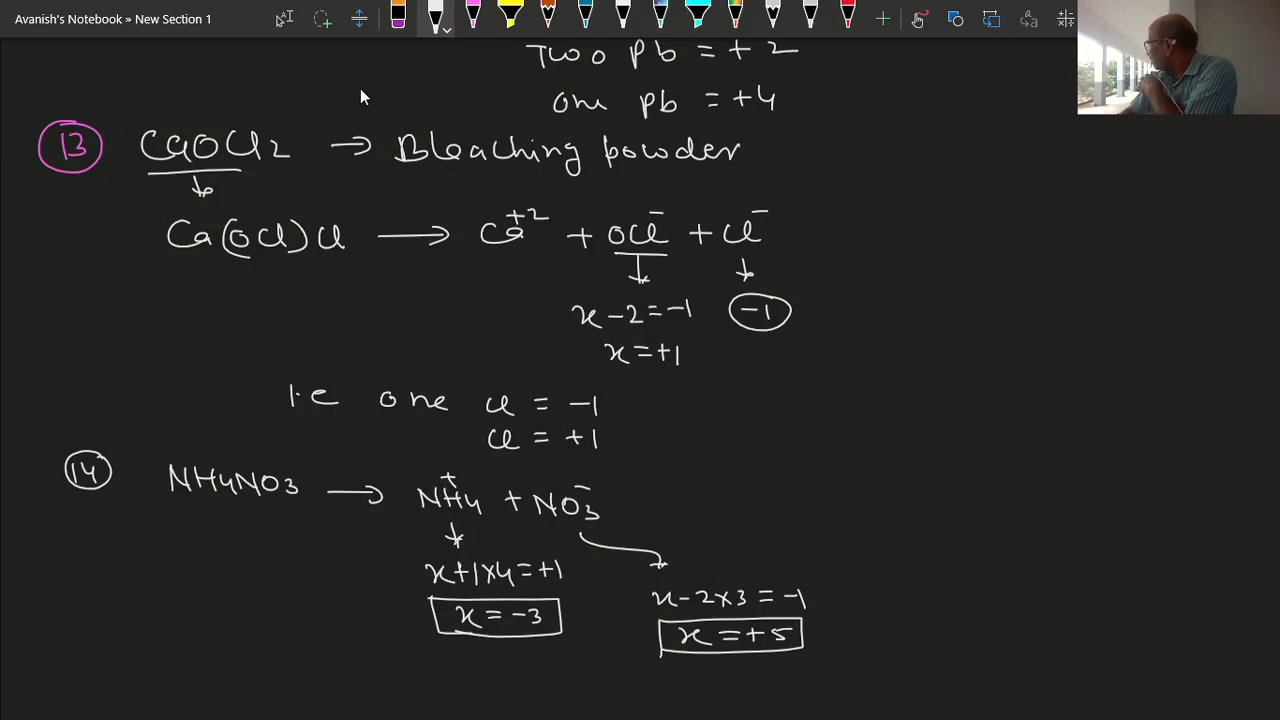 Avanish's Notebook » New Section 1
Two Pb = +2
one Pb = +4
13 CaOCl2 → Bleaching powder
Ca(OCl)Cl → Ca+2 + OCl- + Cl-
x-2=-1 -1
x=+1
i.e one Cl = -1
Cl = +1
14 NH4NO3 → NH4+ + NO3-
x+1×4=+1
x-2×3=-1
x=-3
x=+5